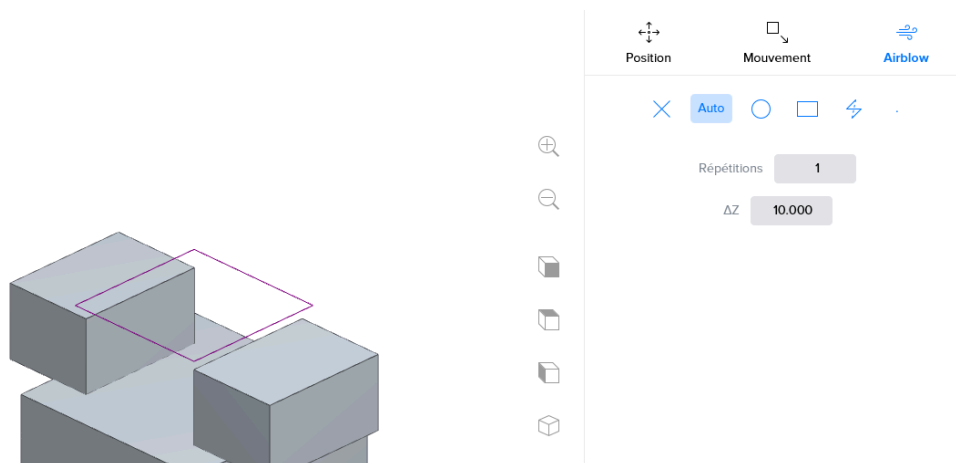 Position Mouvement Airblow
Auto
Répétitions 1
ΔZ 10.000